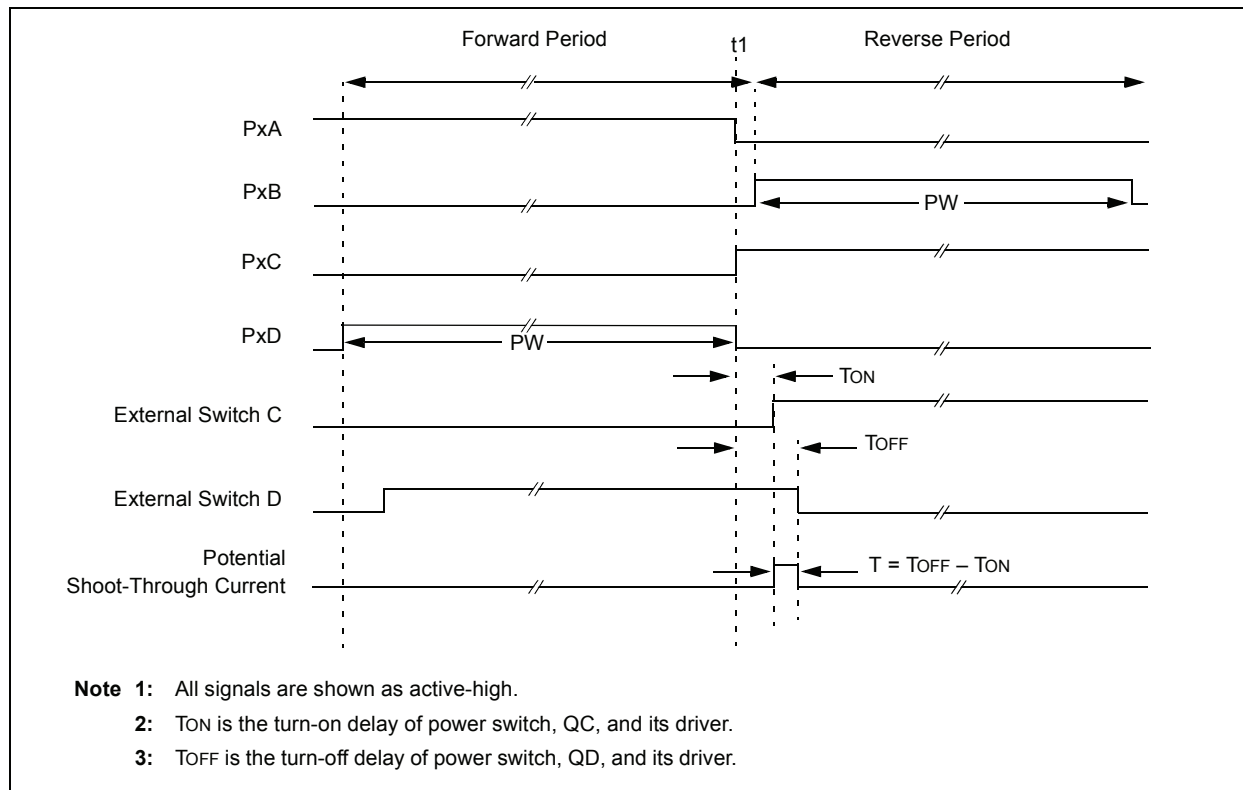 Forward Period
t1
Reverse Period
PxA
PxB
PW
PxC
PxD
PW
TON
External Switch C
TOFF
External Switch D
Potential
Shoot-Through Current
T = TOFF – TON
Note 1: All signals are shown as active-high.
2: TON is the turn-on delay of power switch, QC, and its driver.
3: TOFF is the turn-off delay of power switch, QD, and its driver.